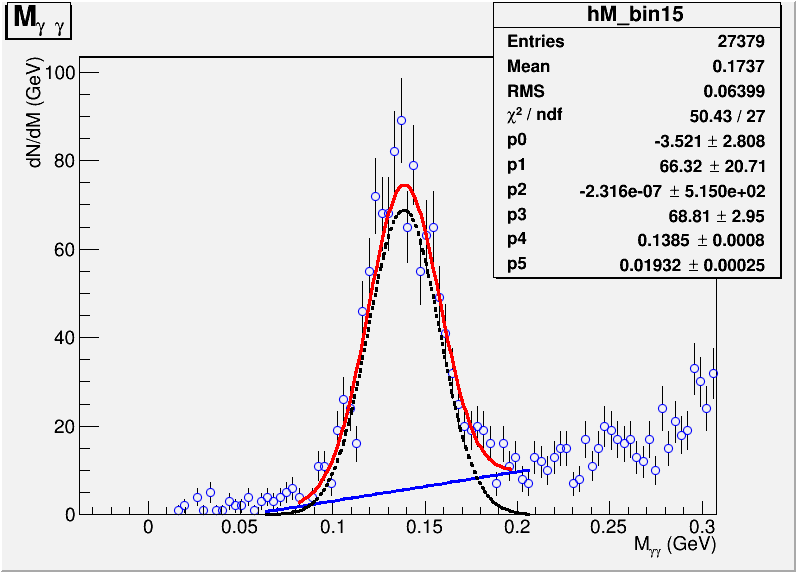 Mγ γ
hM_bin15
Entries 27379
Mean 0.1737
RMS 0.06399
χ² / ndf 50.43 / 27
p0 -3.521 ± 2.808
p1 66.32 ± 20.71
p2 -2.316e-07 ± 5.150e+02
p3 68.81 ± 2.95
p4 0.1385 ± 0.0008
p5 0.01932 ± 0.00025
dN/dM (GeV)
100
80
60
40
20
0
0 0.05 0.1 0.15 0.2 0.25 0.3
Mγγ (GeV)